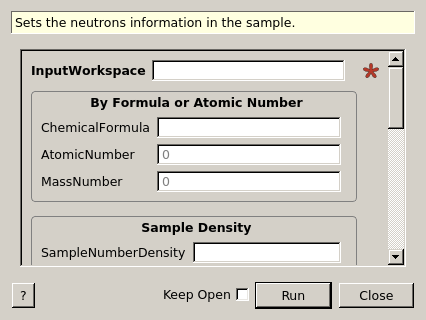 Sets the neutrons information in the sample.
InputWorkspace
By Formula or Atomic Number
ChemicalFormula
AtomicNumber 0
MassNumber 0
Sample Density
SampleNumberDensity
? Keep Open Run Close